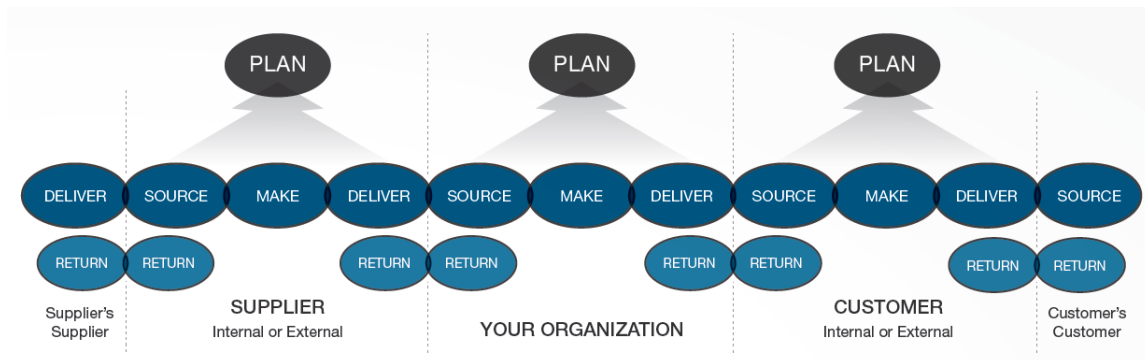 PLAN PLAN PLAN
DELIVER SOURCE MAKE DELIVER SOURCE MAKE DELIVER SOURCE MAKE DELIVER SOURCE
RETURN RETURN RETURN RETURN RETURN RETURN RETURN RETURN
Supplier's
Supplier
SUPPLIER
Internal or External
YOUR ORGANIZATION
CUSTOMER
Internal or External
Customer's
Customer